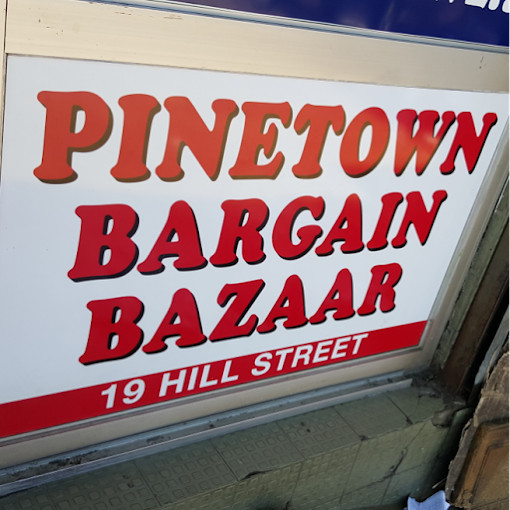 PINETOWN
BARGAIN
BAZAAR
19 HILL STREET